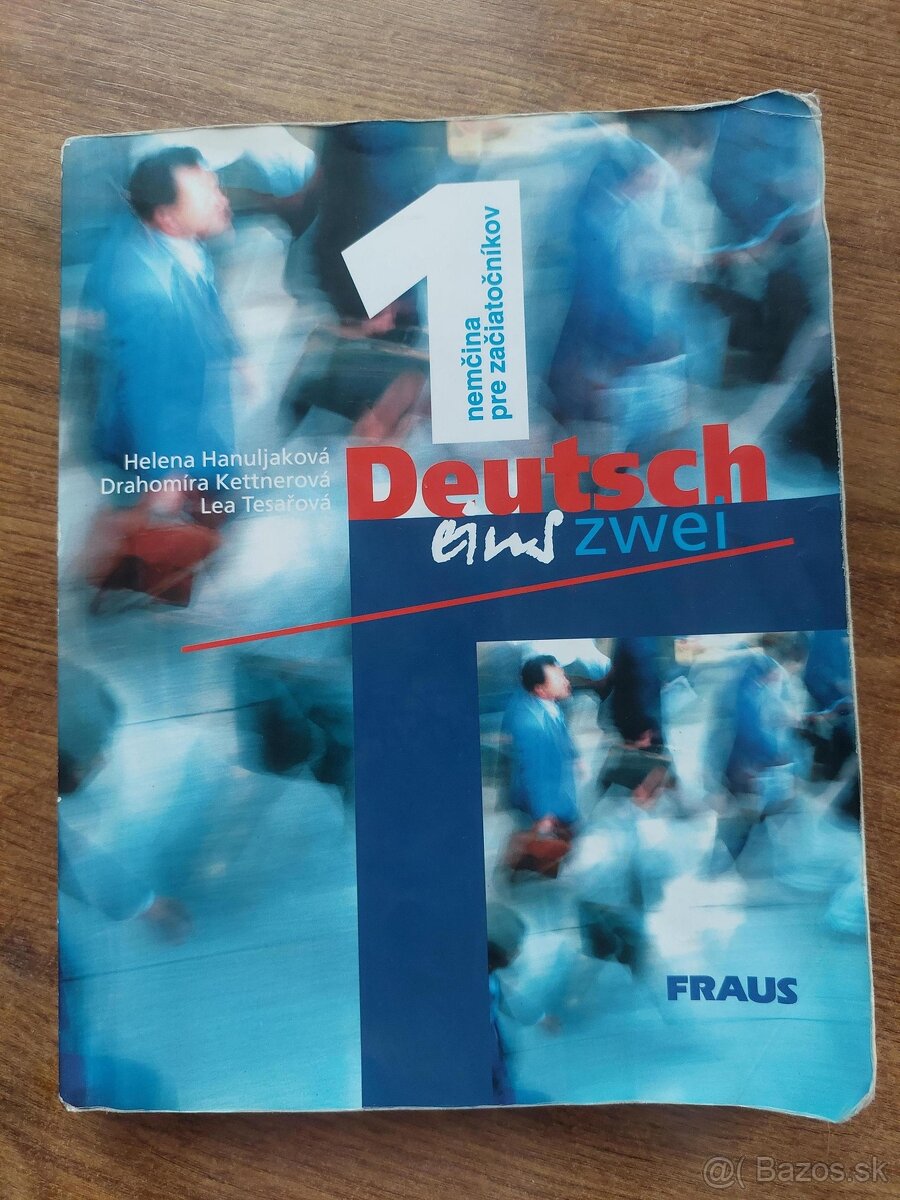 1
nemčina
pre začiatočníkov
Helena Hanuljaková
Drahomíra Kettnerová
Lea Tesařová
Deutsch
eins zwei
FRAUS
@( Bazos.sk